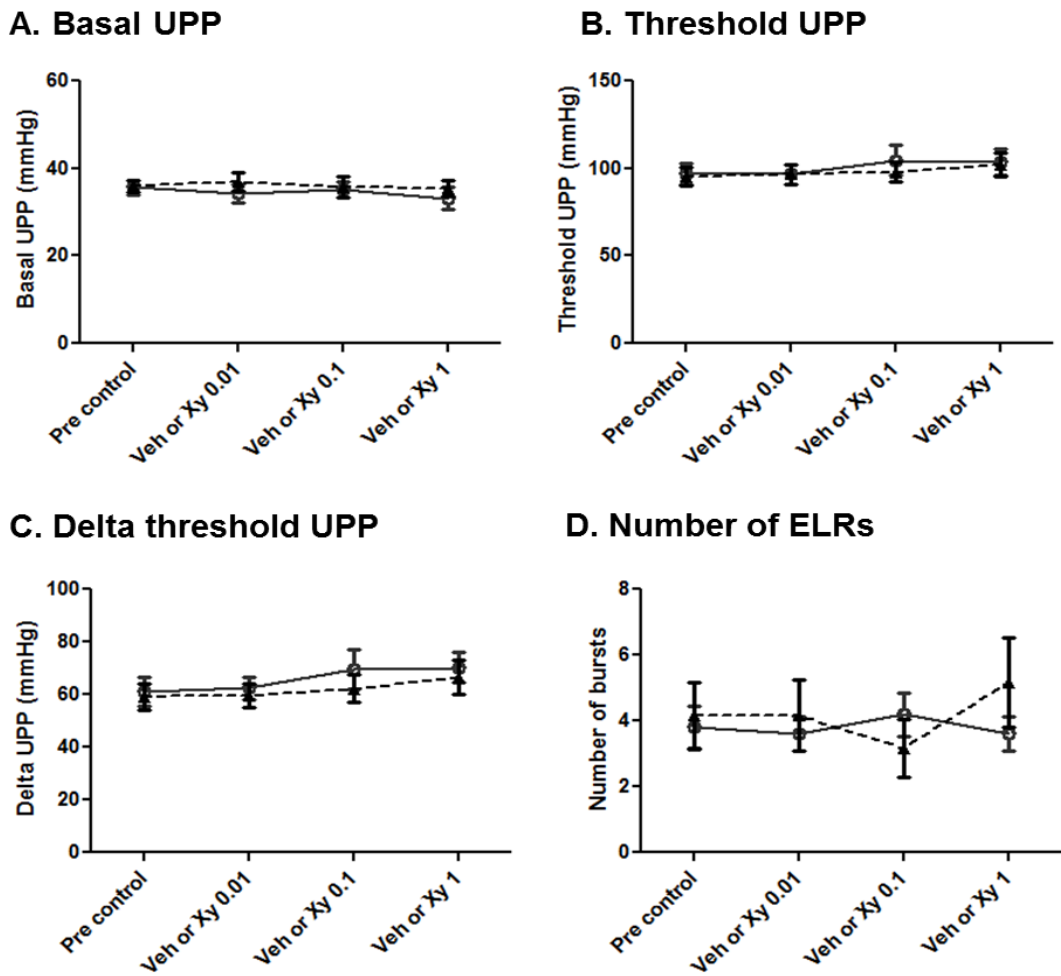 A. Basal UPP
60
40
20
0
Basal UPP (mmHg)
Pre control
Veh or Xy 0.01
Veh or Xy 0.1
Veh or Xy 1
B. Threshold UPP
150
100
50
0
Threshold UPP (mmHg)
Pre control
Veh or Xy 0.01
Veh or Xy 0.1
Veh or Xy 1
C. Delta threshold UPP
100
80
60
40
20
0
Delta UPP (mmHg)
Pre control
Veh or Xy 0.01
Veh or Xy 0.1
Veh or Xy 1
D. Number of ELRs
8
6
4
2
0
Number of bursts
Pre control
Veh or Xy 0.01
Veh or Xy 0.1
Veh or Xy 1